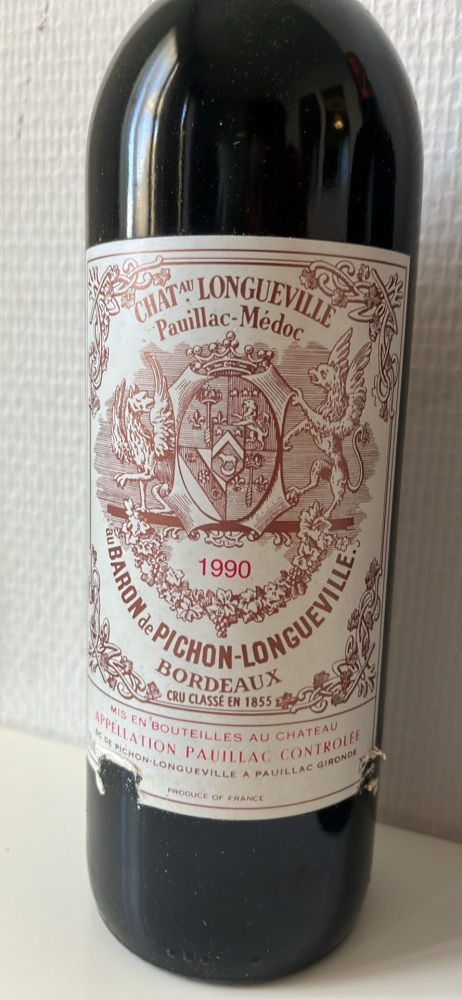 CHATAU. LONGUEVILLE
Pauillac-Médoc
1990
au BARON de PICHON-LONGUEVILLE.
BORDEAUX
CRU CLASSÉ EN 1855
MIS EN BOUTEILLES AU CHATEAU
APPELLATION PAUILLAC CONTROLÉE
DE PICHON-LONGUEVILLE A PAUILLAC GIRONDE
PRODUCE OF FRANCE